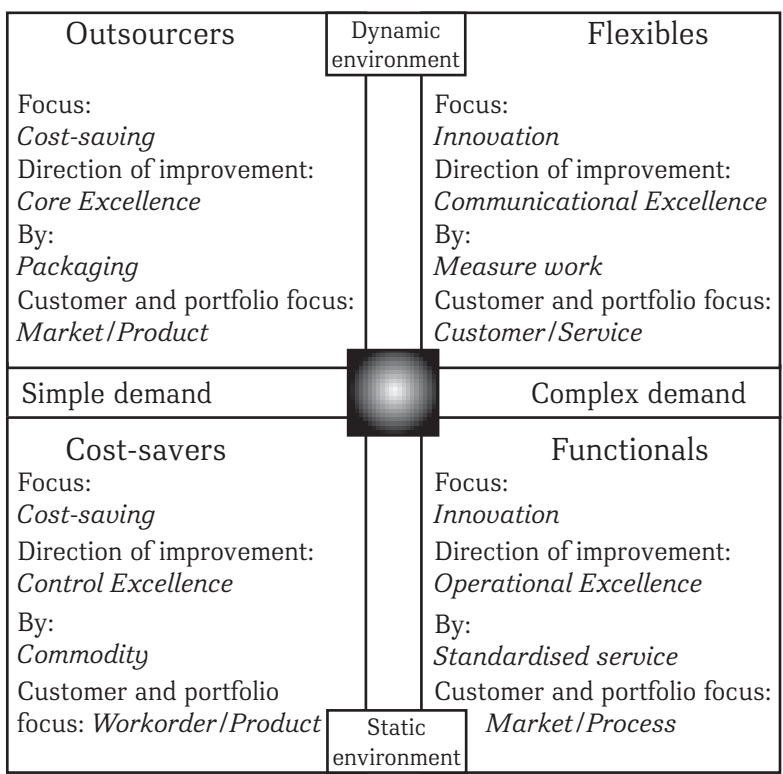 Outsourcers
Focus:
Cost-saving
Direction of improvement:
Core Excellence
By:
Packaging
Customer and portfolio focus:
Market/Product
Dynamic
environment
Flexibles
Focus:
Innovation
Direction of improvement:
Communicational Excellence
By:
Measure work
Customer and portfolio focus:
Customer/Service
Simple demand
Complex demand
Cost-savers
Focus:
Cost-saving
Direction of improvement:
Control Excellence
By:
Commodity
Customer and portfolio
focus: Workorder/Product
Static
environment
Functionals
Focus:
Innovation
Direction of improvement:
Operational Excellence
By:
Standardised service
Customer and portfolio focus:
Market/Process